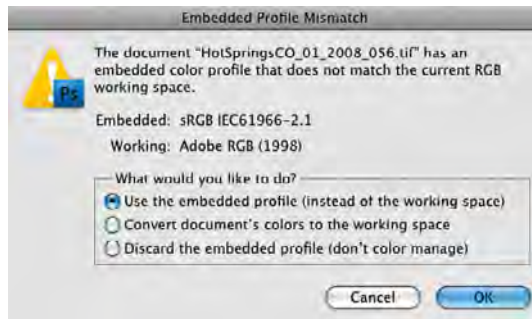 Embedded Profile Mismatch
The document “HotSpringsCO_01_2008_056.tif” has an
embedded color profile that does not match the current RGB
working space.
Ps
Embedded: sRGB IEC61966-2.1
Working: Adobe RGB (1998)
What would you like to do?
Use the embedded profile (instead of the working space)
Convert document's colors to the working space
Discard the embedded profile (don't color manage)
Cancel OK